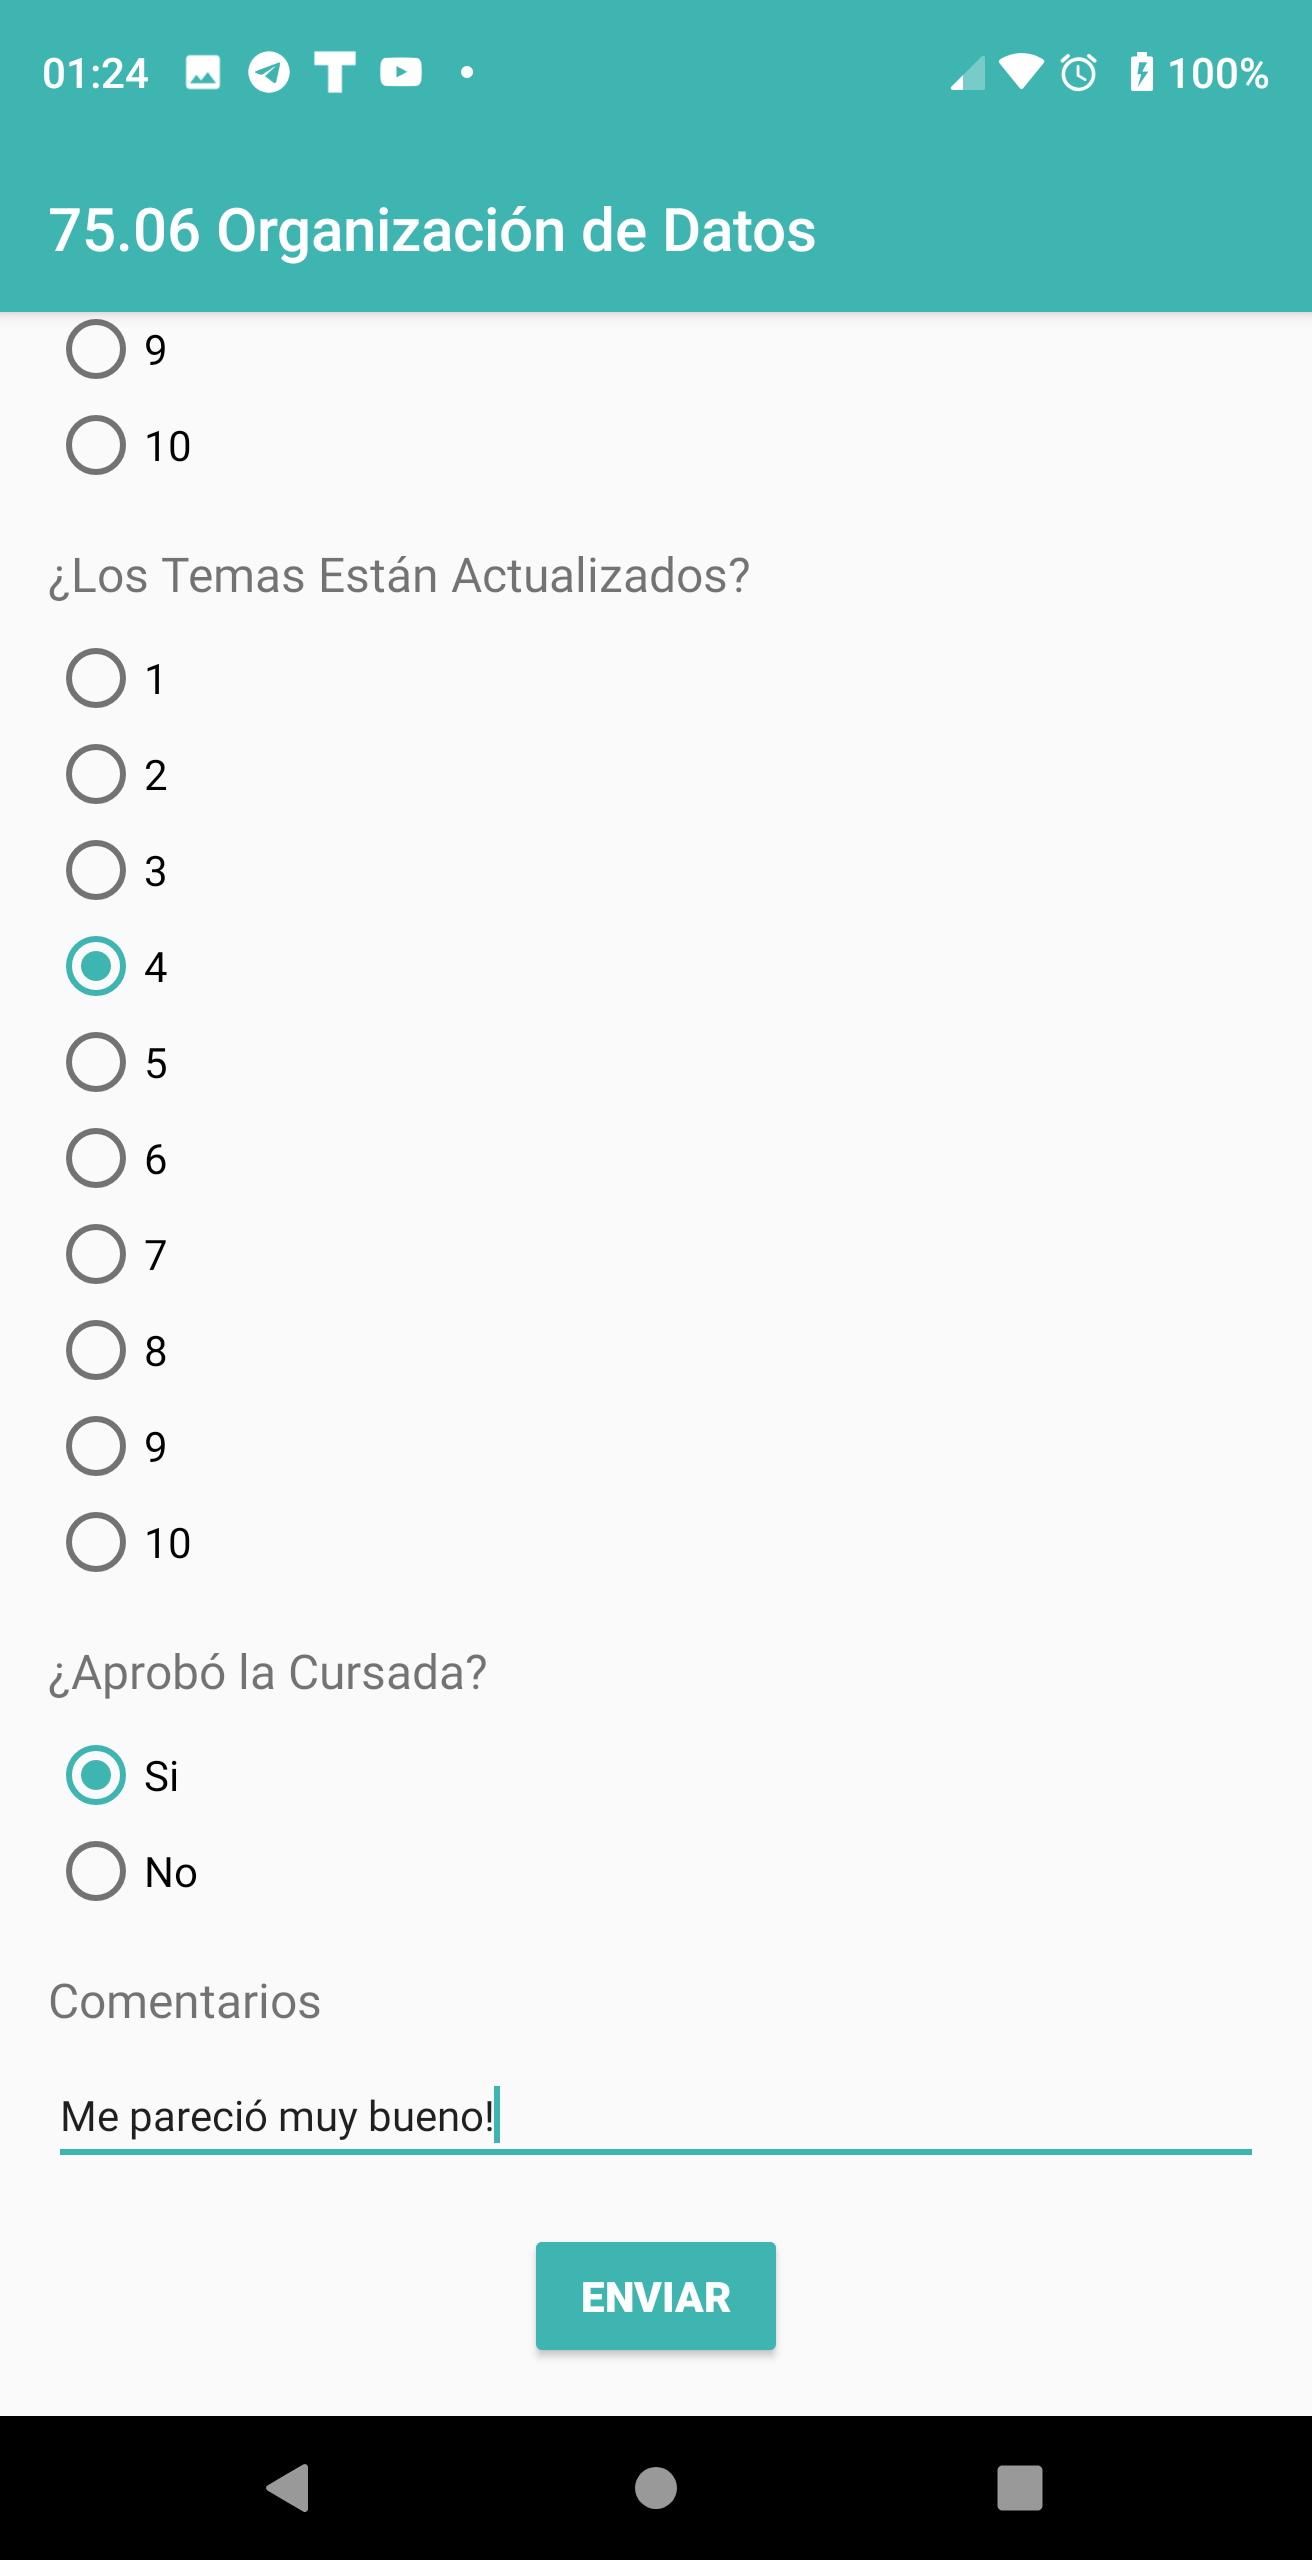 01:24 100%
75.06 Organización de Datos
9
10
¿Los Temas Están Actualizados?
1
2
3
4
5
6
7
8
9
10
¿Aprobó la Cursada?
Si
No
Comentarios
Me pareció muy bueno!
ENVIAR